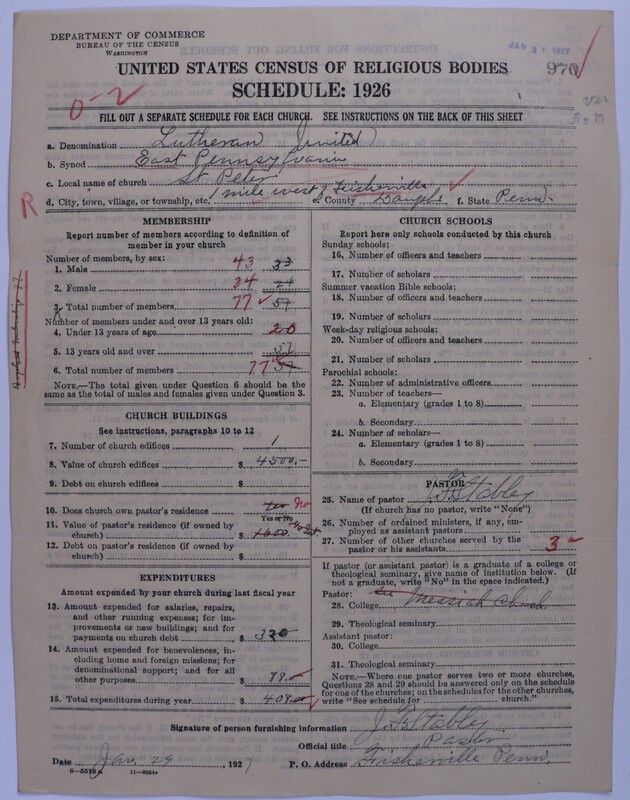 DEPARTMENT OF COMMERCE
BUREAU OF THE CENSUS
WASHINGTON
UNITED STATES CENSUS OF RELIGIOUS BODIES
970
SCHEDULE: 1926
0-2
FILL OUT A SEPARATE SCHEDULE FOR EACH CHURCH. SEE INSTRUCTIONS ON THE BACK OF THIS SHEET
a. Denomination Lutheran United
b. Synod East Pennsylvania
c. Local name of church St Peter
mile west Fisherville
d. City, town, village, or township, etc. e. County Dauphin f. State Penn.
R
MEMBERSHIP
Report number of members according to definition of member in your church
Number of members, by sex:
1. Male 43 33
2. Female 34 24
3. Total number of members 77 57
Number of members under and over 13 years old:
4. Under 13 years of age 20
5. 13 years old and over 57
6. Total number of members 77 57
NOTE.—The total given under Question 6 should be the
same as the total of males and females given under Question 3.
CHURCH BUILDINGS
See instructions, paragraphs 10 to 12
7. Number of church edifices 1
8. Value of church edifices $ 4500.-
9. Debt on church edifices $
10. Does church own pastor's residence No
Yes or No
11. Value of pastor's residence (if owned by
church) $ 1600
12. Debt on pastor's residence (if owned by
church) $
EXPENDITURES
Amount expended by your church during last fiscal year
13. Amount expended for salaries, repairs,
and other running expenses; for im-
provements or new buildings; and for
payments on church debt $ 320
14. Amount expended for benevolences, in-
cluding home and foreign missions; for
denominational support; and for all
other purposes $
15. Total expenditures during year $ 409
CHURCH SCHOOLS
Report here only schools conducted by this church
Sunday schools:
16. Number of officers and teachers
17. Number of scholars
Summer vacation Bible schools:
18. Number of officers and teachers
19. Number of scholars
Week-day religious schools:
20. Number of officers and teachers
21. Number of scholars
Parochial schools:
22. Number of administrative officers
23. Number of teachers—
a. Elementary (grades 1 to 8)
b. Secondary
24. Number of scholars—
a. Elementary (grades 1 to 8)
b. Secondary
PASTOR
25. Name of pastor Stabley
(If church has no pastor, write "None")
26. Number of ordained ministers, if any, em-
ployed as assistant pastors
27. Number of other churches served by the
pastor or his assistants 3
If pastor (or assistant pastor) is a graduate of a college or
theological seminary, give name of institution below. (If
not a graduate, write "No" in the space indicated.)
Pastor:
28. College see Messiah Church
29. Theological seminary
Assistant pastor:
30. College
31. Theological seminary
NOTE.—Where one pastor serves two or more churches,
Questions 28 and 29 should be answered only on the schedule
for one of the churches; on the schedules for the other churches,
write "See schedule for church."
Signature of person furnishing information Stabley
Official title Pastor
Date Jan. 29, 1927 P. O. Address Fisherville Penn.
8-5518a 11-9064a